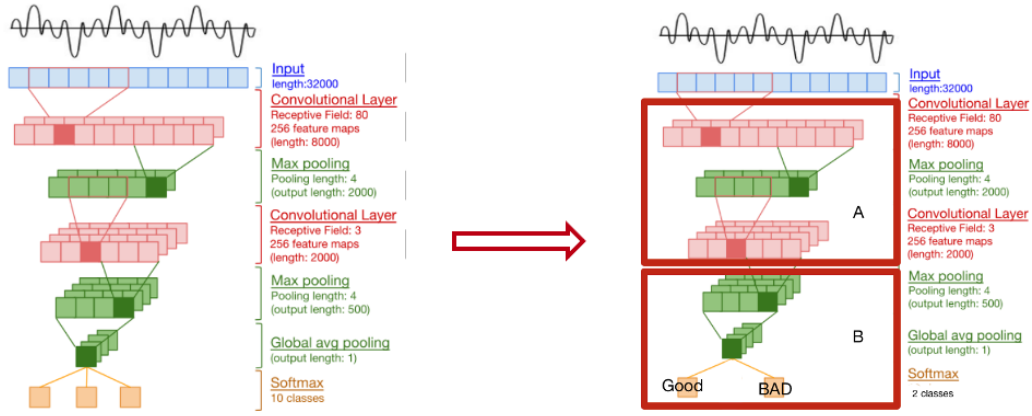 Input
length:32000
Convolutional Layer
Receptive Field: 80
256 feature maps
(length: 8000)
Max pooling
Pooling length: 4
(output length: 2000)
Convolutional Layer
Receptive Field: 3
256 feature maps
(length: 2000)
Max pooling
Pooling length: 4
(output length: 500)
Global avg pooling
(output length: 1)
Softmax
10 classes
Input
length:32000
Convolutional Layer
Receptive Field: 80
256 feature maps
(length: 8000)
Max pooling
Pooling length: 4
(output length: 2000)
A
Convolutional Layer
Receptive Field: 3
256 feature maps
(length: 2000)
Max pooling
Pooling length: 4
(output length: 500)
B
Global avg pooling
(output length: 1)
Good BAD
Softmax
2 classes